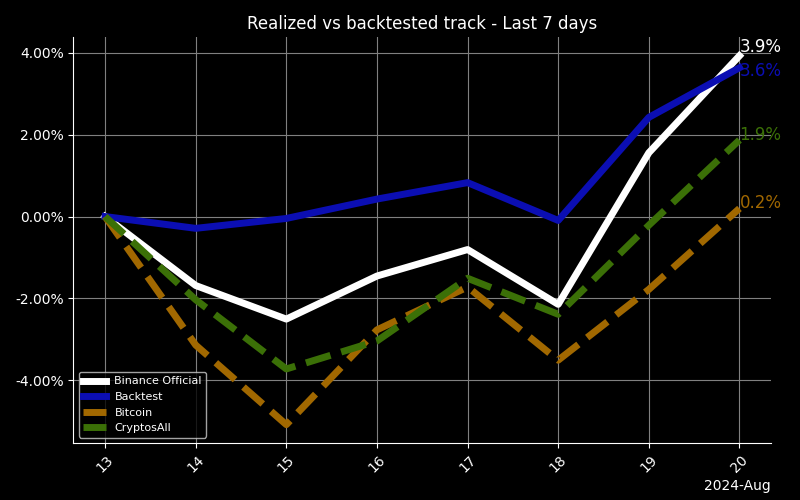 Realized vs backtested track - Last 7 days
4.00%
2.00%
0.00%
-2.00%
-4.00%
3.9%
3.6%
1.9%
0.2%
Binance Official
Backtest
Bitcoin
CryptosAll
13
14
15
16
17
18
19
20
2024-Aug